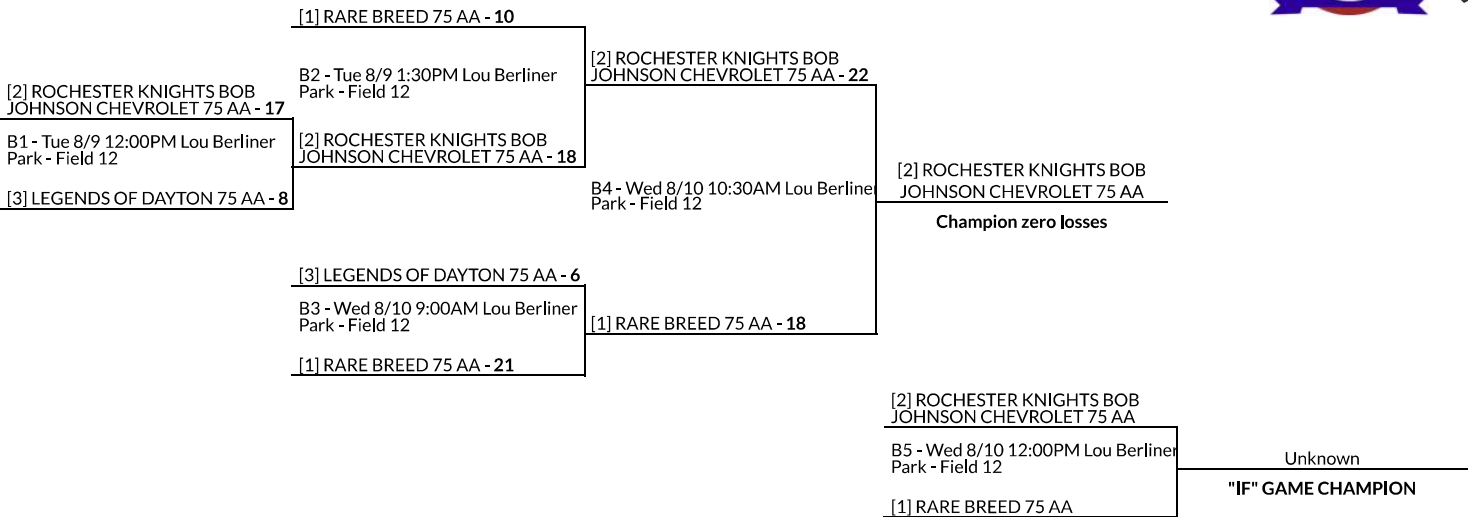 [1] RARE BREED 75 AA - 10
[2] ROCHESTER KNIGHTS BOB
JOHNSON CHEVROLET 75 AA - 17
B1 - Tue 8/9 12:00PM Lou Berliner
Park - Field 12
[3] LEGENDS OF DAYTON 75 AA - 8
B2 - Tue 8/9 1:30PM Lou Berliner
Park - Field 12
[2] ROCHESTER KNIGHTS BOB
JOHNSON CHEVROLET 75 AA - 18
[2] ROCHESTER KNIGHTS BOB
JOHNSON CHEVROLET 75 AA - 22
B4 - Wed 8/10 10:30AM Lou Berliner
Park - Field 12
[2] ROCHESTER KNIGHTS BOB
JOHNSON CHEVROLET 75 AA
Champion zero losses
[3] LEGENDS OF DAYTON 75 AA - 6
B3 - Wed 8/10 9:00AM Lou Berliner
Park - Field 12
[1] RARE BREED 75 AA - 21
[1] RARE BREED 75 AA - 18
[2] ROCHESTER KNIGHTS BOB
JOHNSON CHEVROLET 75 AA
B5 - Wed 8/10 12:00PM Lou Berliner
Park - Field 12
[1] RARE BREED 75 AA
Unknown
"IF" GAME CHAMPION